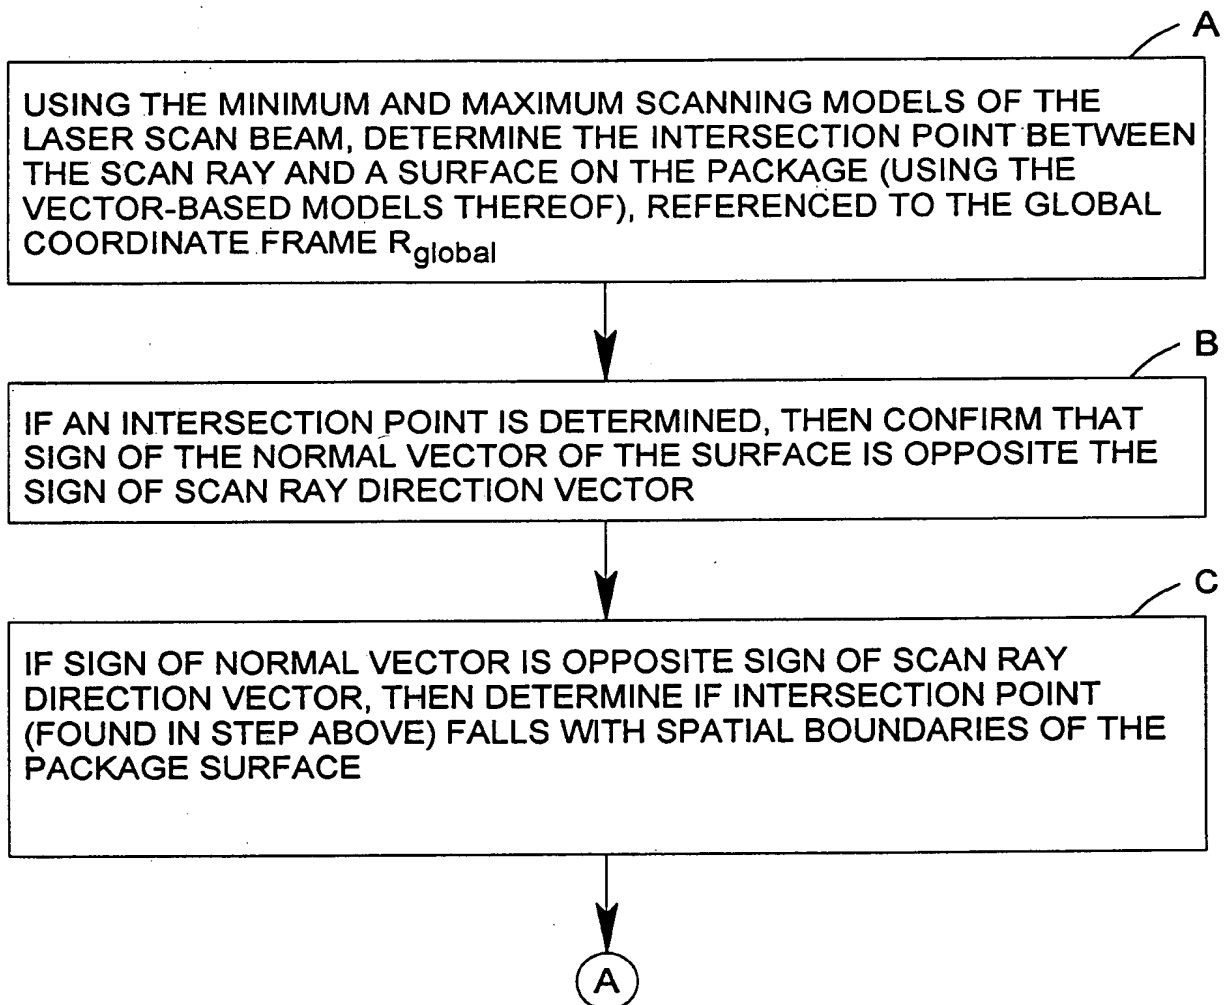 A
USING THE MINIMUM AND MAXIMUM SCANNING MODELS OF THE
LASER SCAN BEAM, DETERMINE THE INTERSECTION POINT BETWEEN
THE SCAN RAY AND A SURFACE ON THE PACKAGE (USING THE
VECTOR-BASED MODELS THEREOF), REFERENCED TO THE GLOBAL
COORDINATE FRAME Rglobal
B
IF AN INTERSECTION POINT IS DETERMINED, THEN CONFIRM THAT
SIGN OF THE NORMAL VECTOR OF THE SURFACE IS OPPOSITE THE
SIGN OF SCAN RAY DIRECTION VECTOR
C
IF SIGN OF NORMAL VECTOR IS OPPOSITE SIGN OF SCAN RAY
DIRECTION VECTOR, THEN DETERMINE IF INTERSECTION POINT
(FOUND IN STEP ABOVE) FALLS WITH SPATIAL BOUNDARIES OF THE
PACKAGE SURFACE
A